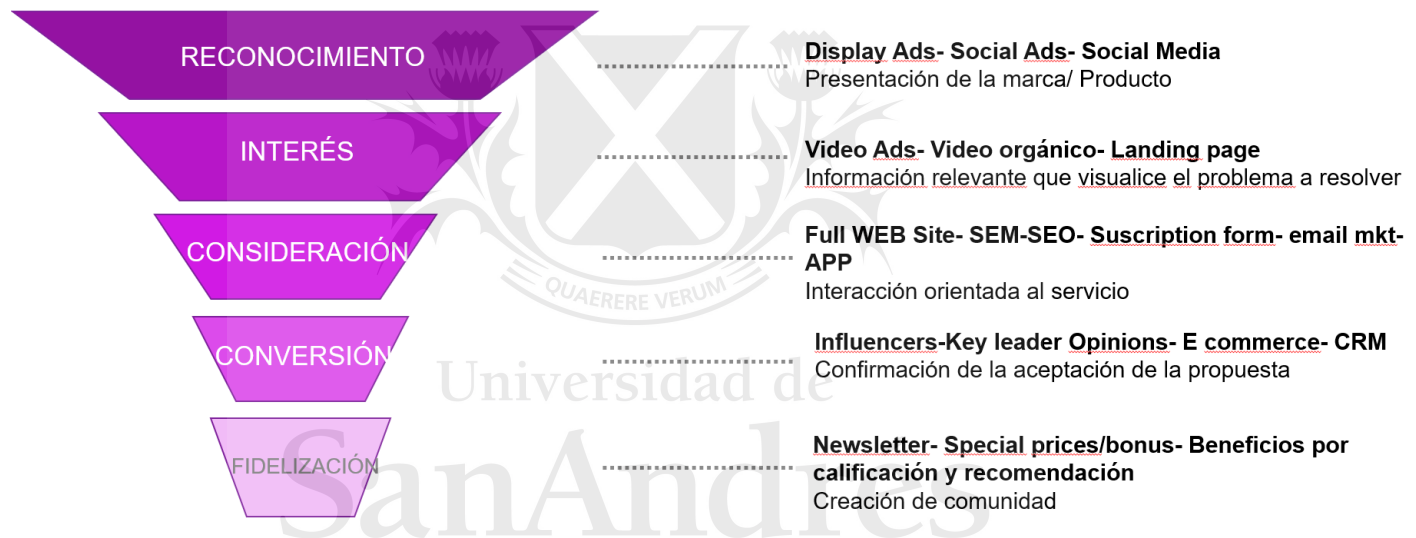 RECONOCIMIENTO
Display Ads- Social Ads- Social Media
Presentación de la marca/ Producto
INTERÉS
Video Ads- Video orgánico- Landing page
Información relevante que visualice el problema a resolver
CONSIDERACIÓN
Full WEB Site- SEM-SEO- Suscription form- email mkt-
APP
Interacción orientada al servicio
QUAERERE VERUM
CONVERSIÓN
Influencers-Key leader Opinions- E commerce- CRM
Confirmación de la aceptación de la propuesta
Universidad de
SanAndrés
FIDELIZACIÓN
Newsletter- Special prices/bonus- Beneficios por
calificación y recomendación
Creación de comunidad